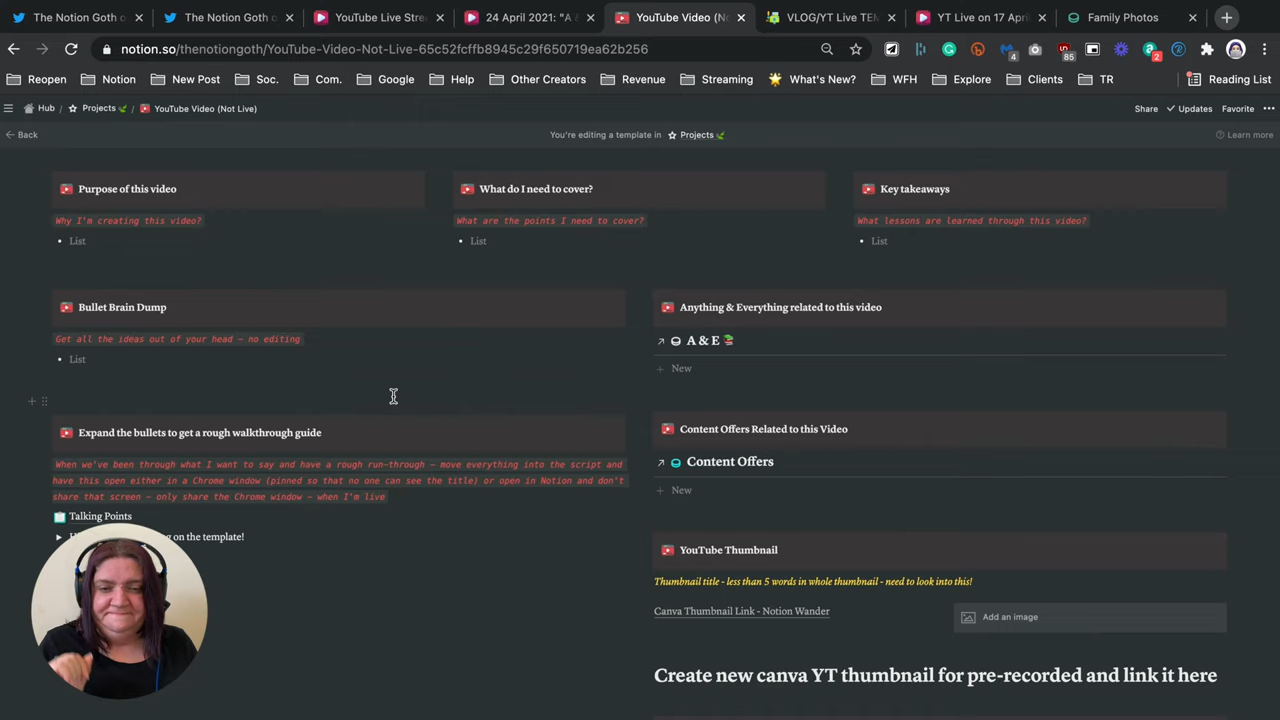 The Notion Goth o
The Notion Goth o
YouTube Live Stre
24 April 2021: "A &
YouTube Video (N
VLOG/YT Live TEM
YT Live on 17 Apri
Family Photos
notion.so/thenotiongoth/YouTube-Video-Not-Live-65c52fcffb8945c29f650719ea62b256
4
85
2
Reopen
Notion
New Post
Soc.
Com.
Google
Help
Other Creators
Revenue
Streaming
What's New?
WFH
Explore
Clients
TR
Reading List
Hub / Projects / YouTube Video (Not Live)
Share
Updates
Favorite
Back
You're editing a template in Projects
Learn more
Purpose of this video
What do I need to cover?
Key takeaways
Why I'm creating this video?
What are the points I need to cover?
What lessons are learned through this video?
List
List
List
Bullet Brain Dump
Anything & Everything related to this video
Get all the ideas out of your head - no editing
A & E
List
New
Expand the bullets to get a rough walkthrough guide
Content Offers Related to this Video
When we've been through what I want to say and have a rough run-through - move everything into the script and
have this open either in a Chrome window (pinned so that no one can see the title) or open in Notion and don't
share that screen - only share the Chrome window - when I'm live
Content Offers
New
Talking Points
on the template!
YouTube Thumbnail
Thumbnail title - less than 5 words in whole thumbnail - need to look into this!
Canva Thumbnail Link - Notion Wander
Add an image
Create new canva YT thumbnail for pre-recorded and link it here